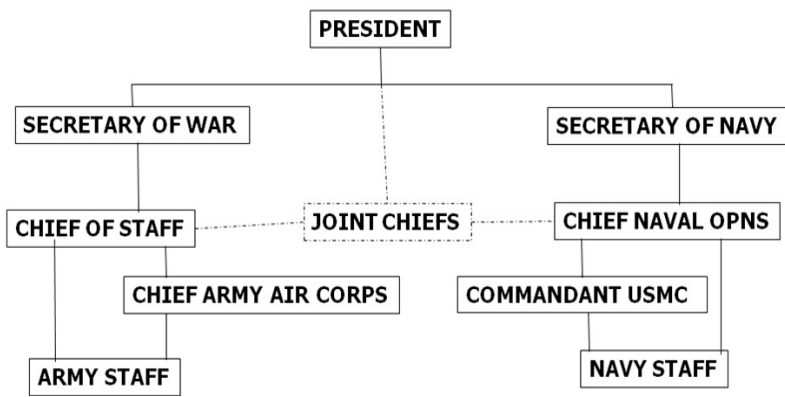 PRESIDENT
SECRETARY OF WAR
SECRETARY OF NAVY
CHIEF OF STAFF
JOINT CHIEFS
CHIEF NAVAL OPNS
CHIEF ARMY AIR CORPS
COMMANDANT USMC
ARMY STAFF
NAVY STAFF